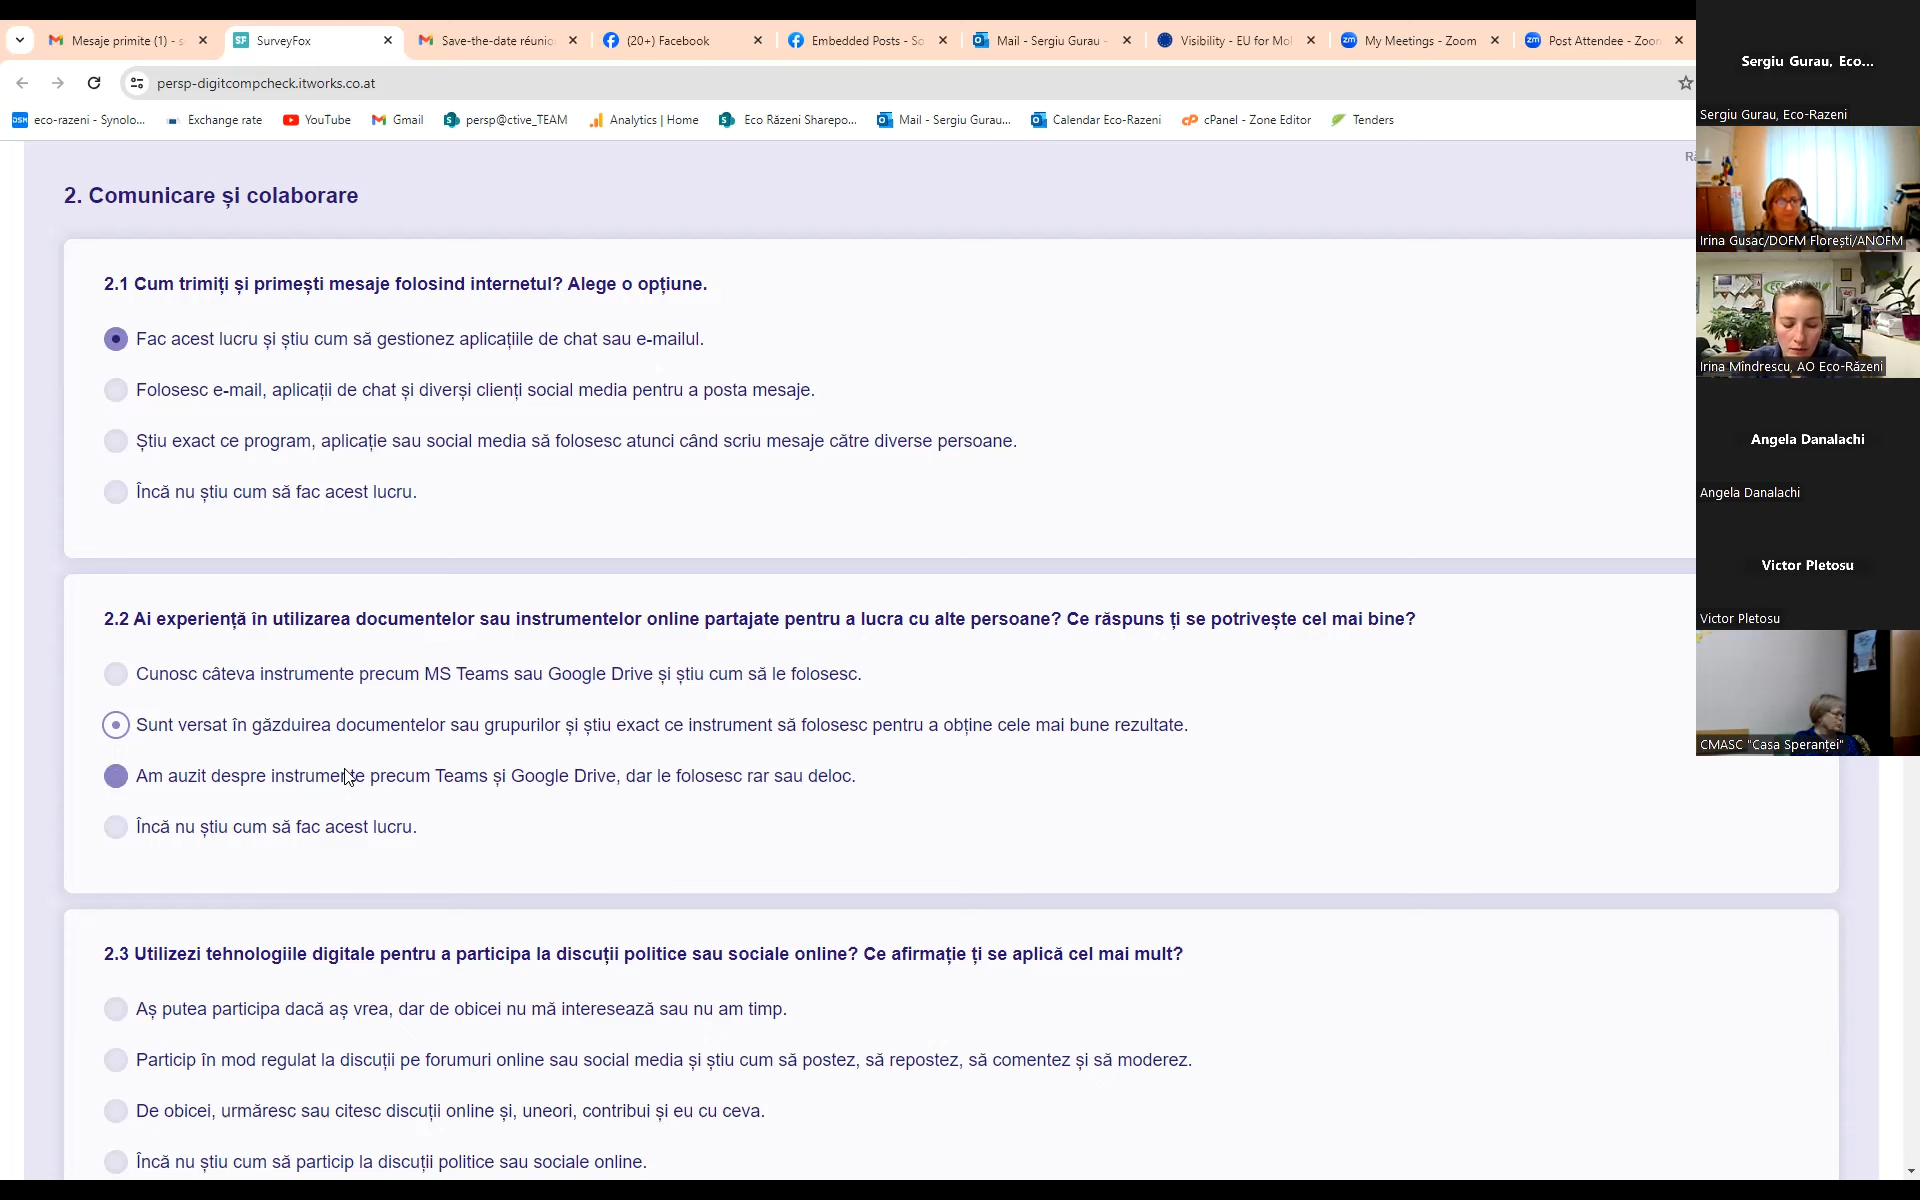 Mesaje primite (1) - s
SurveyFox
Save-the-date réunio
(20+) Facebook
Embedded Posts - So
Mail - Sergiu Gurau -
Visibility - EU for Mol
My Meetings - Zoom
Post Attendee - Zoom
persp-digitcompcheck.itworks.co.at
eco-razeni - Synolo...
Exchange rate
YouTube
Gmail
persp@ctive_TEAM
Analytics | Home
Eco Răzeni Sharepo...
Mail - Sergiu Gurau...
Calendar Eco-Razeni
cPanel - Zone Editor
Tenders
2. Comunicare și colaborare
2.1 Cum trimiți și primești mesaje folosind internetul? Alege o opțiune.
Fac acest lucru și știu cum să gestionez aplicațiile de chat sau e-mailul.
Folosesc e-mail, aplicații de chat și diverși clienți social media pentru a posta mesaje.
Știu exact ce program, aplicație sau social media să folosesc atunci când scriu mesaje către diverse persoane.
Încă nu știu cum să fac acest lucru.
2.2 Ai experiență în utilizarea documentelor sau instrumentelor online partajate pentru a lucra cu alte persoane? Ce răspuns ți se potrivește cel mai bine?
Cunosc câteva instrumente precum MS Teams sau Google Drive și știu cum să le folosesc.
Sunt versat în găzduirea documentelor sau grupurilor și știu exact ce instrument să folosesc pentru a obține cele mai bune rezultate.
Am auzit despre instrumente precum Teams și Google Drive, dar le folosesc rar sau deloc.
Încă nu știu cum să fac acest lucru.
2.3 Utilizezi tehnologiile digitale pentru a participa la discuții politice sau sociale online? Ce afirmație ți se aplică cel mai mult?
Aș putea participa dacă aș vrea, dar de obicei nu mă interesează sau nu am timp.
Particip în mod regulat la discuții pe forumuri online sau social media și știu cum să postez, să repostez, să comentez și să moderez.
De obicei, urmăresc sau citesc discuții online și, uneori, contribui și eu cu ceva.
Încă nu știu cum să particip la discuții politice sau sociale online.
Sergiu Gurau, Eco...
Sergiu Gurau, Eco-Razeni
Irina Gusac/DOFM Florești/ANOFM
Irina Mîndrescu, AO Eco-Răzeni
Angela Danalachi
Angela Danalachi
Victor Pletosu
Victor Pletosu
CMASC "Casa Speranței"